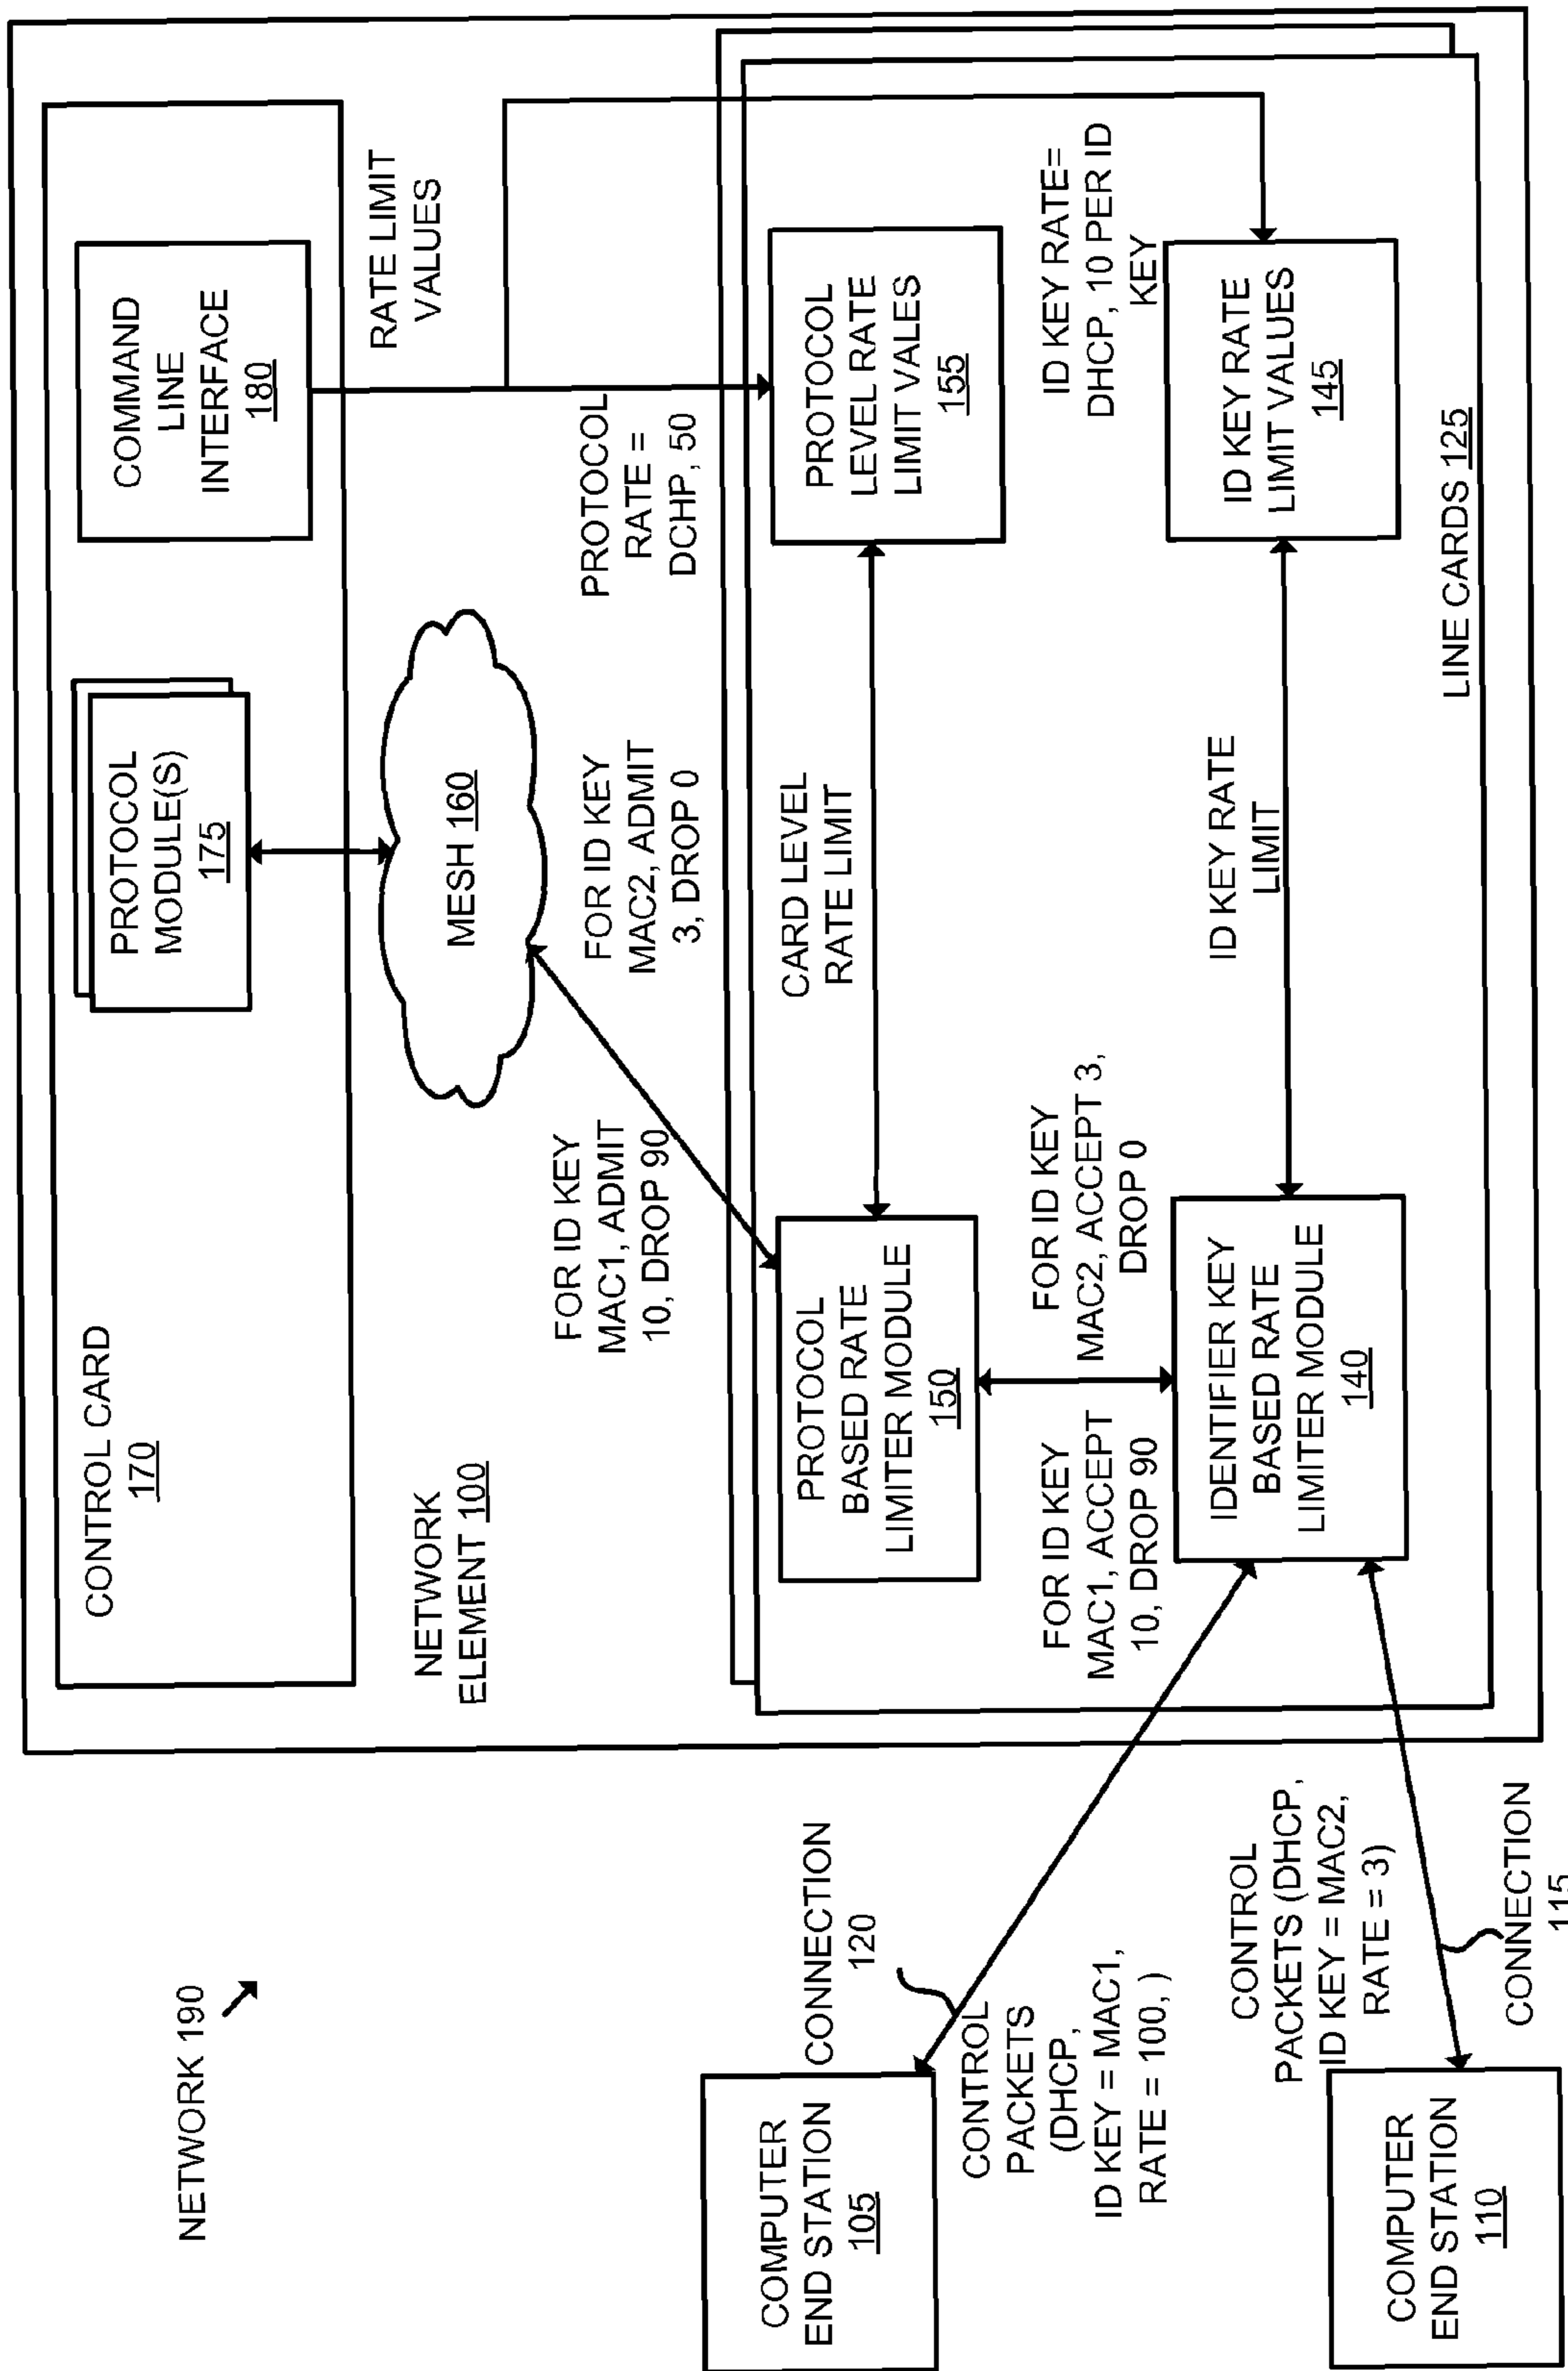 NETWORK 190
CONTROL CARD
170
PROTOCOL
MODULE(S)
175
COMMAND
LINE
INTERFACE
180
NETWORK
ELEMENT 100
MESH 160
RATE LIMIT
VALUES
FOR ID KEY
MAC1, ADMIT
10, DROP 90
FOR ID KEY
MAC2, ADMIT
3, DROP 0
PROTOCOL
RATE =
DCHP, 50
COMPUTER
END STATION
105
CONNECTION
120
PROTOCOL
BASED RATE
LIMITER MODULE
150
CARD LEVEL
RATE LIMIT
PROTOCOL
LEVEL RATE
LIMIT VALES
155
CONTROL
PACKETS
(DHCP,
ID KEY = MAC1,
RATE = 100, )
FOR ID KEY
MAC1, ACCEPT
10, DROP 90
FOR ID KEY
MAC2, ACCEPT 3,
DROP 0
ID KEY RATE=
DHCP, 10 PER ID
KEY
COMPUTER
END STATION
110
CONTROL
PACKETS (DHCP,
ID KEY = MAC2,
RATE = 3)
IDENTIFIER KEY
BASED RATE
LIMITER MODULE
140
ID KEY RATE
LIMIT
ID KEY RATE
LIMIT VALUES
145
CONNECTION
115
LINE CARDS 125